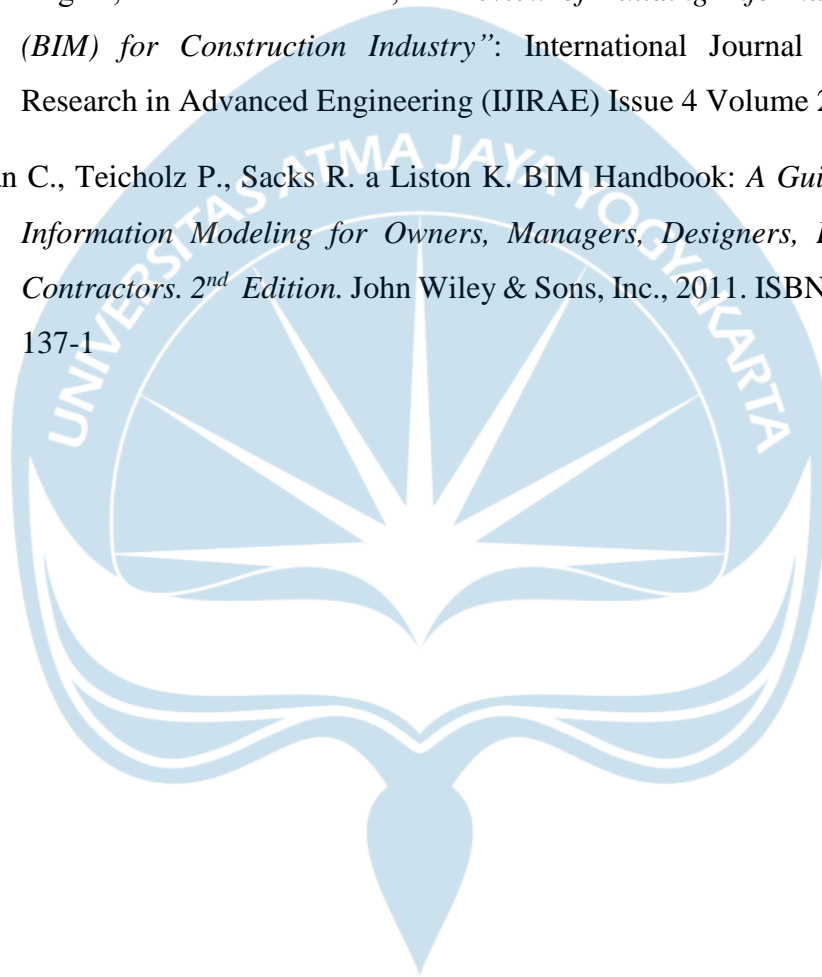 (BIM) for Construction Industry”: International Journal
Research in Advanced Engineering (IJIRAE) Issue 4 Volume 2
an C., Teicholz P., Sacks R. a Liston K. BIM Handbook: A Gui
Information Modeling for Owners, Managers, Designers,
Contractors. 2nd Edition. John Wiley & Sons, Inc., 2011. ISBN
137-1
UNIVERSITAS ATMA JAYA YOGYAKARTA